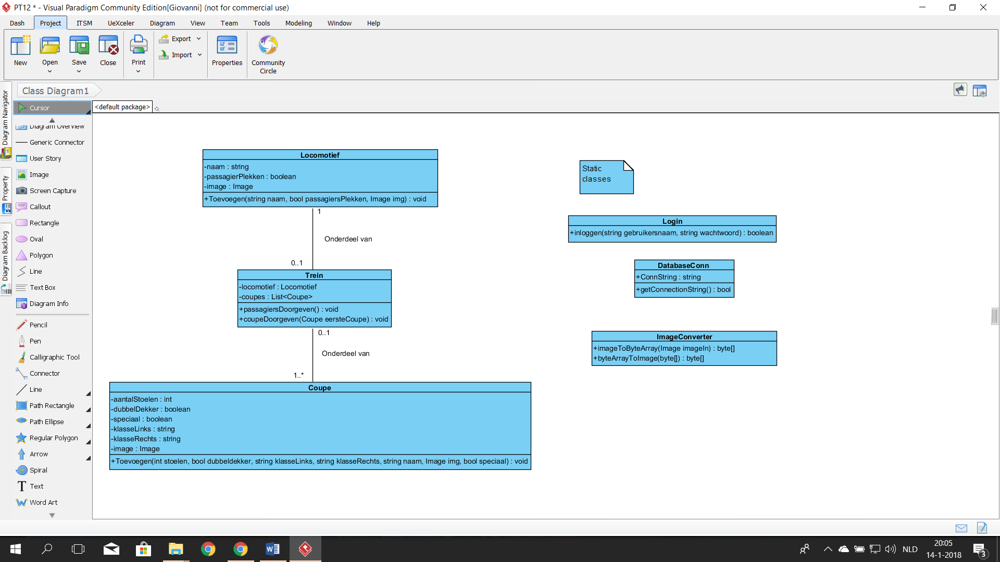 PT12 * - Visual Paradigm Community Edition[Giovanni] (not for commercial use)
Dash Project ITSM UeXceler Diagram View Team Tools Modeling Window Help
New Open Save Close Print Export Import Properties Community Circle
Class Diagram1
Diagram Navigator
Property
Diagram Backlog
Cursor
Diagram Overview
Generic Connector
User Story
Image
Screen Capture
Callout
Rectangle
Oval
Polygon
Line
Text Box
Diagram Info
Pencil
Pen
Calligraphic Tool
Connector
Line
Path Rectangle
Path Ellipse
Regular Polygon
Arrow
Spiral
Text
Word Art
<default package>
Locomotief
-naam : string
-passagierPlekken : boolean
-image : Image
+Toevoegen(string naam, bool passagiersPlekken, Image img) : void
1
Onderdeel van
0..1
Trein
-locomotief : Locomotief
-coupes : List<Coupe>
+passagiersDoorgeven() : void
+coupeDoorgeven(Coupe eersteCoupe) : void
0..1
Onderdeel van
1..*
Coupe
-aantalStoelen : int
-dubbelDekker : boolean
-speciaal : boolean
-klasseLinks : string
-klasseRechts : string
-image : Image
+Toevoegen(int stoelen, bool dubbeldekker, string klasseLinks, string klasseRechts, string naam, Image img, bool speciaal) : void
Static
classes
Login
+inloggen(string gebruikersnaam, string wachtwoord) : boolean
DatabaseConn
+ConnString : string
+getConnectionString() : bool
ImageConverter
+imageToByteArray(Image imageIn) : byte[]
+byteArrayToImage(byte[]) : byte[]
NLD
20:05
14-1-2018
3